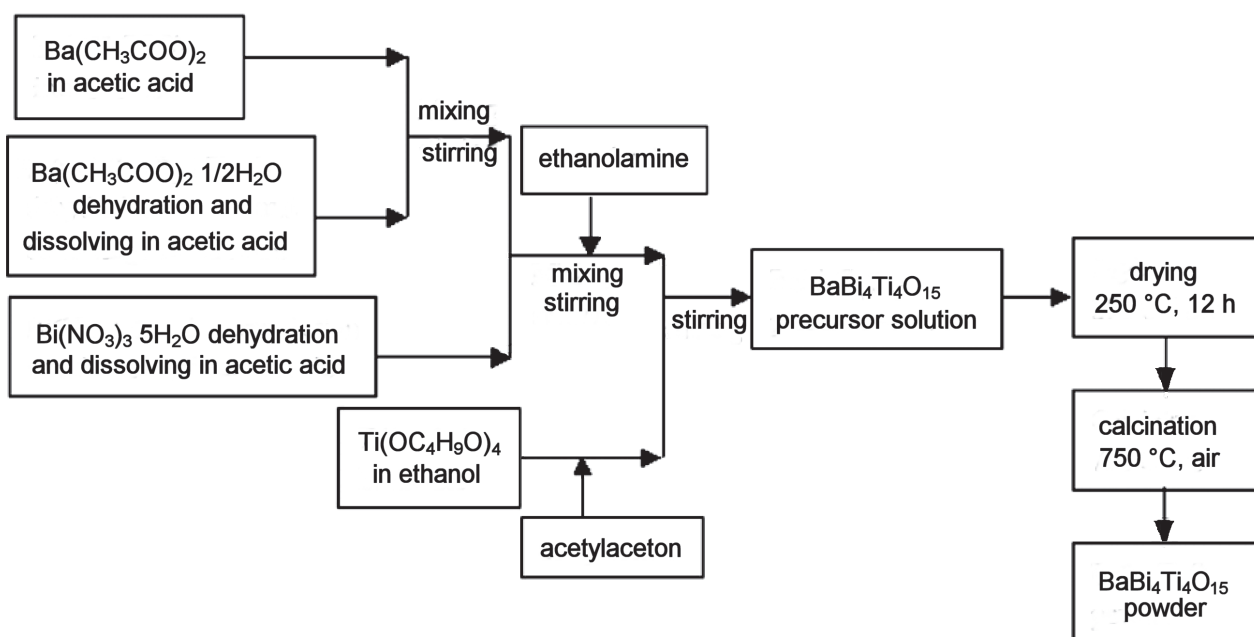 Ba(CH₃COO)₂
in acetic acid
mixing
stirring
Ba(CH₃COO)₂ 1/2H₂O
dehydration and
dissolving in acetic acid
ethanolamine
mixing
stirring
Bi(NO₃)₃ 5H₂O dehydration
and dissolving in acetic acid
Ti(OC₄H₉O)₄
in ethanol
acetylaceton
stirring
BaBi₄Ti₄O₁₅
precursor solution
drying
250 °C, 12 h
calcination
750 °C, air
BaBi₄Ti₄O₁₅
powder